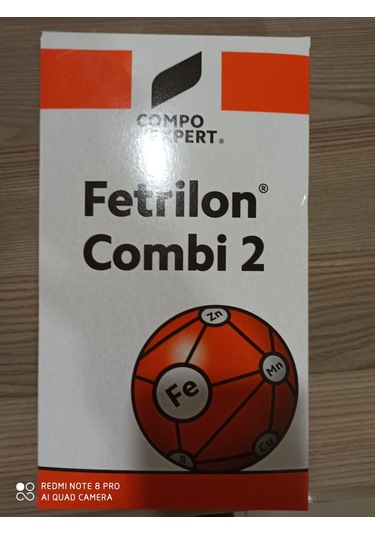 COMPO
EXPERT®
Fetrilon®
Combi 2
Zn
Mn
Fe
Cu
B
REDMI NOTE 8 PRO
AI QUAD CAMERA